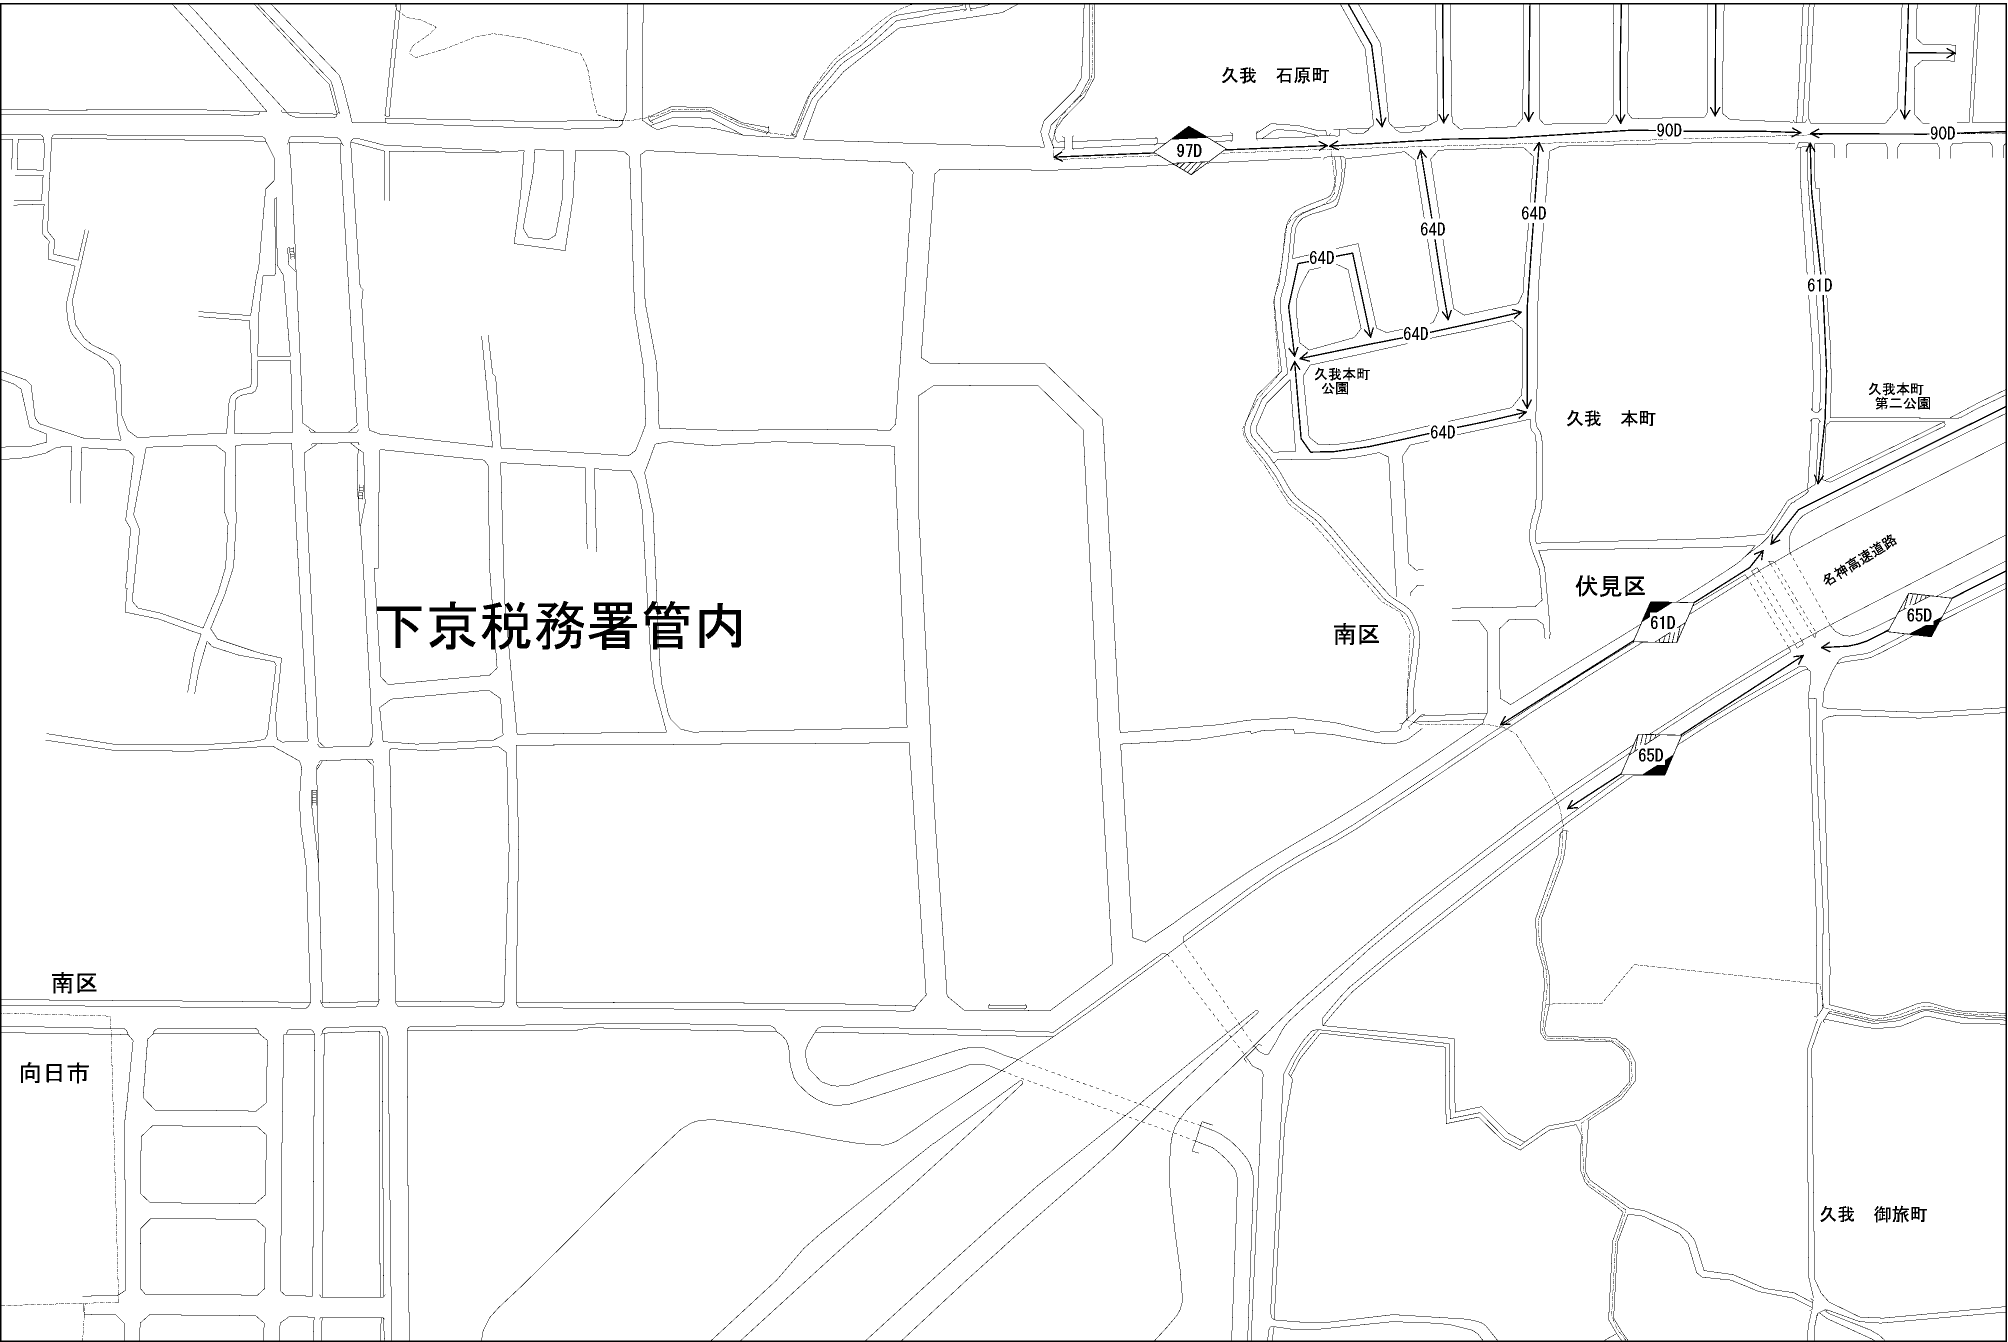 久我　石原町
90D
90D
97D
64D
64D
64D
61D
64D
久我本町
公園
久我本町
第二公園
久我　本町
64D
名神高速道路
伏見区
下京税務署管内
南区
61D
65D
65D
南区
向日市
久我　御旅町